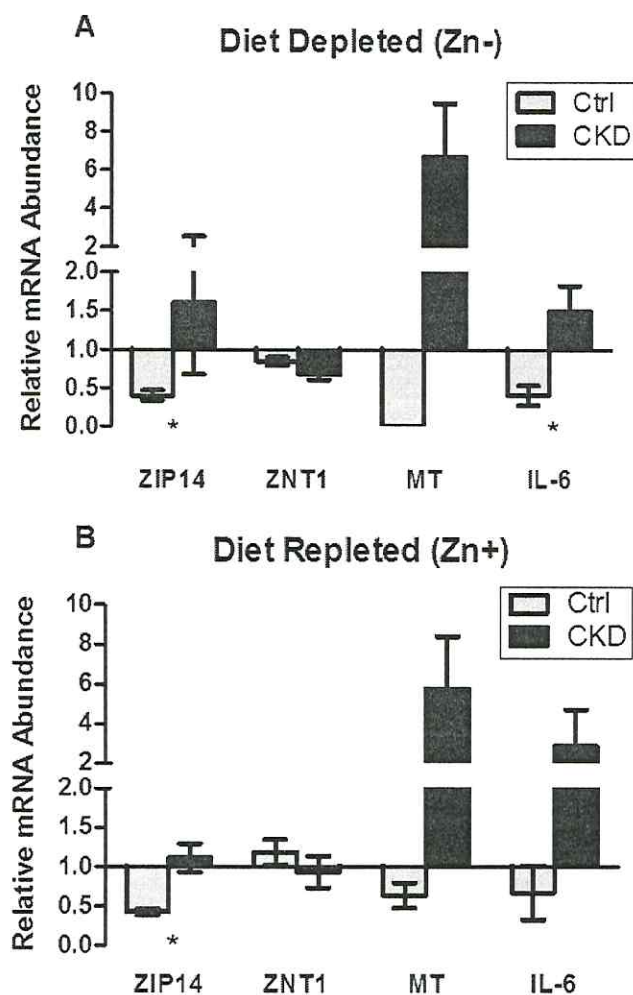 A
Diet Depleted (Zn-)
Ctrl
CKD
Relative mRNA Abundance
10
8
6
4
2
2.0
1.5
1.0
0.5
0.0
* *
ZIP14 ZNT1 MT IL-6
B
Diet Repleted (Zn+)
Ctrl
CKD
Relative mRNA Abundance
10
8
6
4
2
2.0
1.5
1.0
0.5
0.0
*
ZIP14 ZNT1 MT IL-6